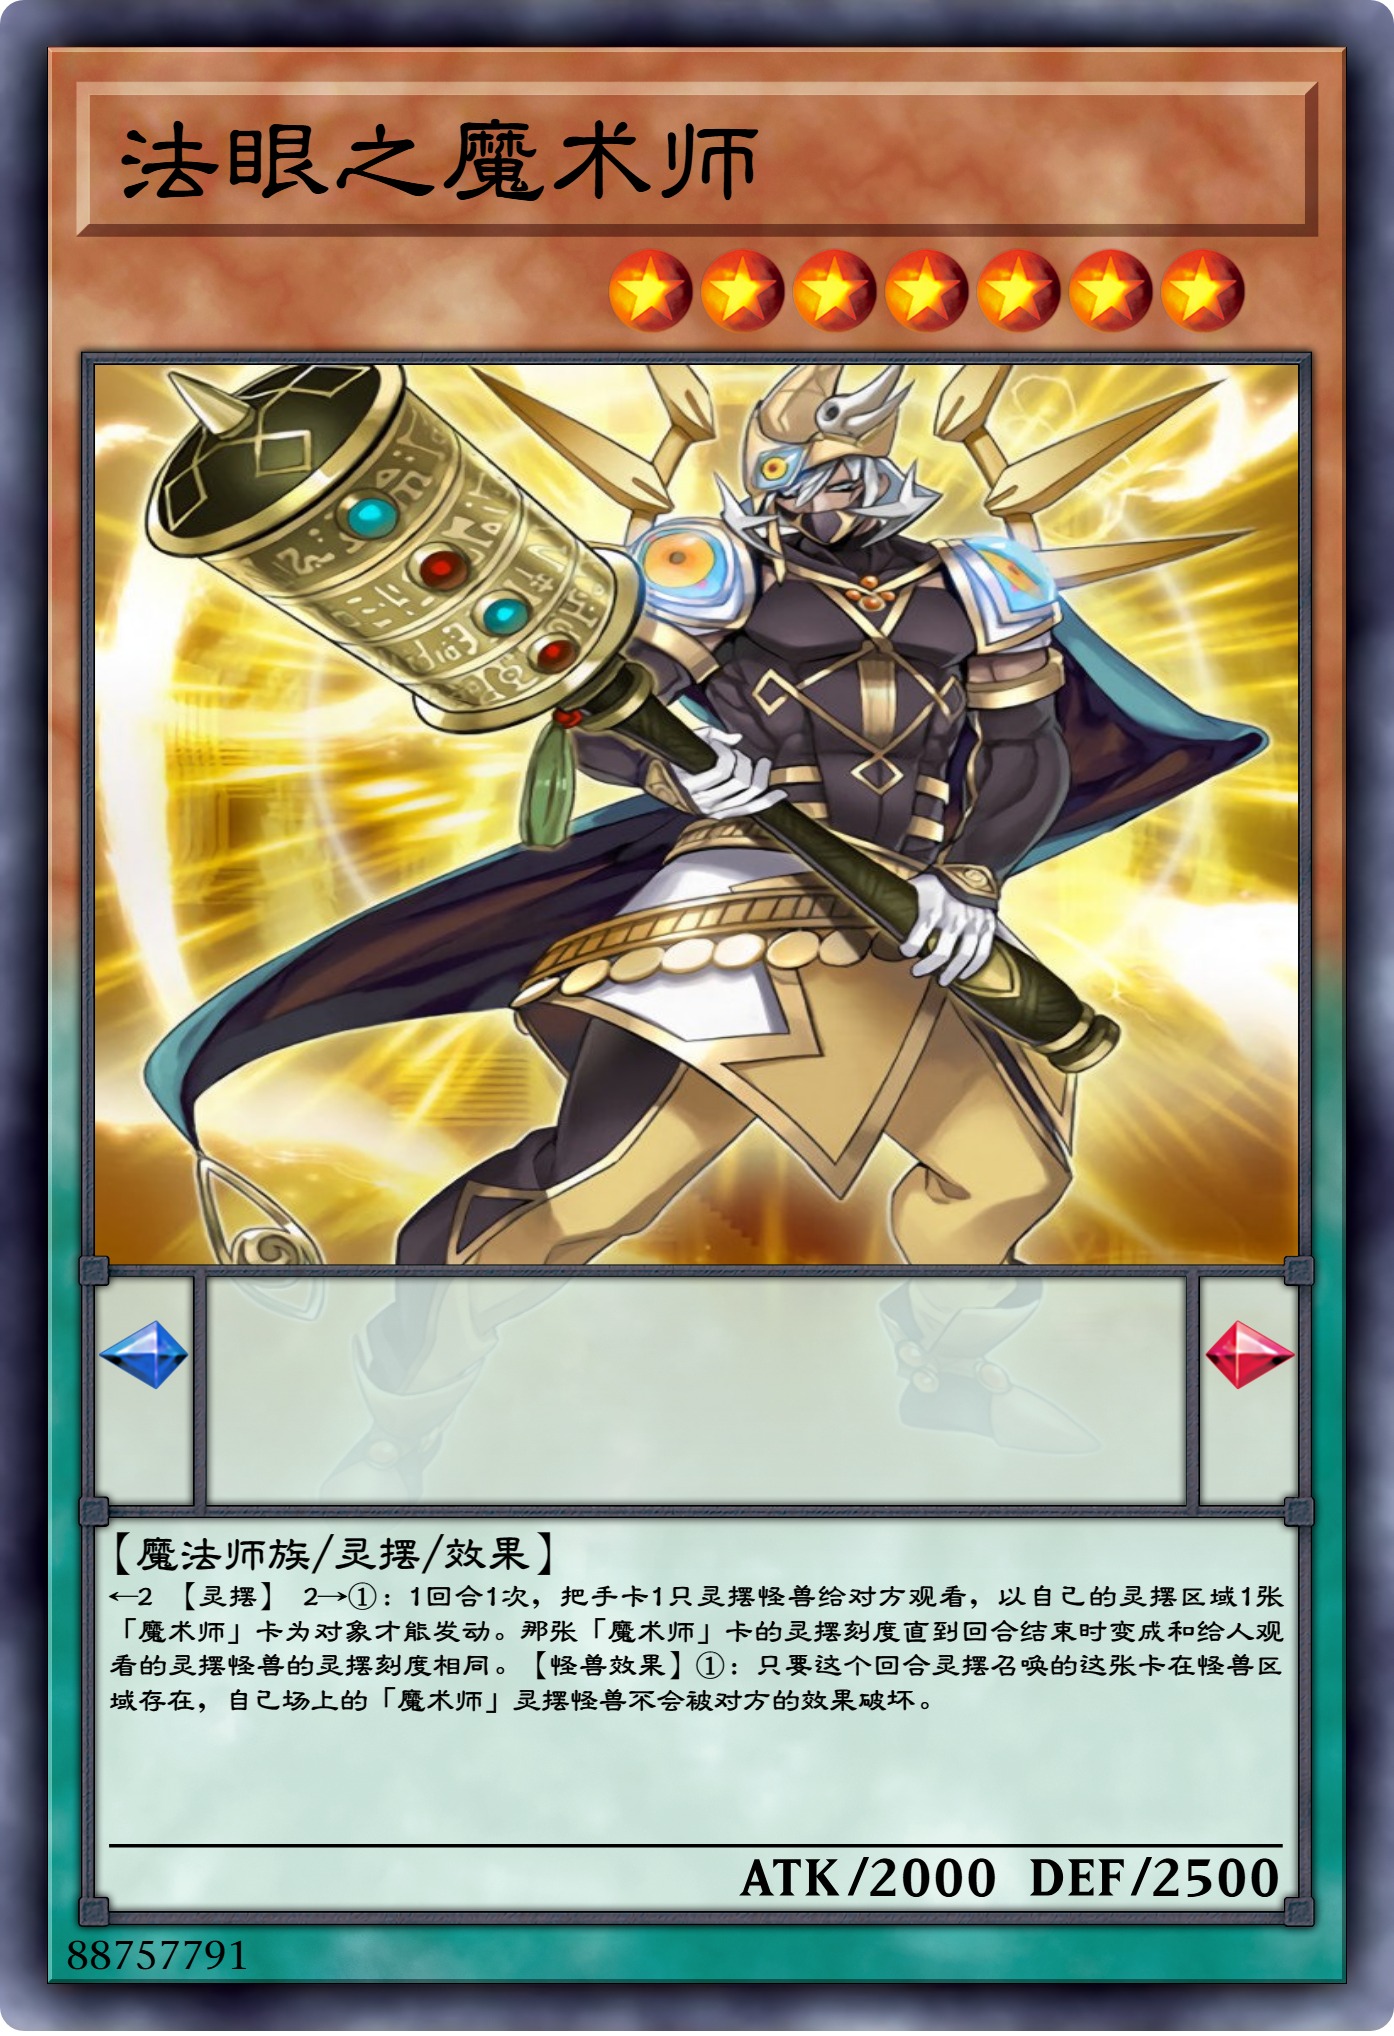 法眼之魔术师
【魔法师族/灵摆/效果】
←2 【灵摆】 2→①：1回合1次，把手卡1只灵摆怪兽给对方观看，以自己的灵摆区域1张
「魔术师」卡为对象才能发动。那张「魔术师」卡的灵摆刻度直到回合结束时变成和给人观
看的灵摆怪兽的灵摆刻度相同。【怪兽效果】①：只要这个回合灵摆召唤的这张卡在怪兽区
域存在，自己场上的「魔术师」灵摆怪兽不会被对方的效果破坏。
ATK/2000 DEF/2500
88757791